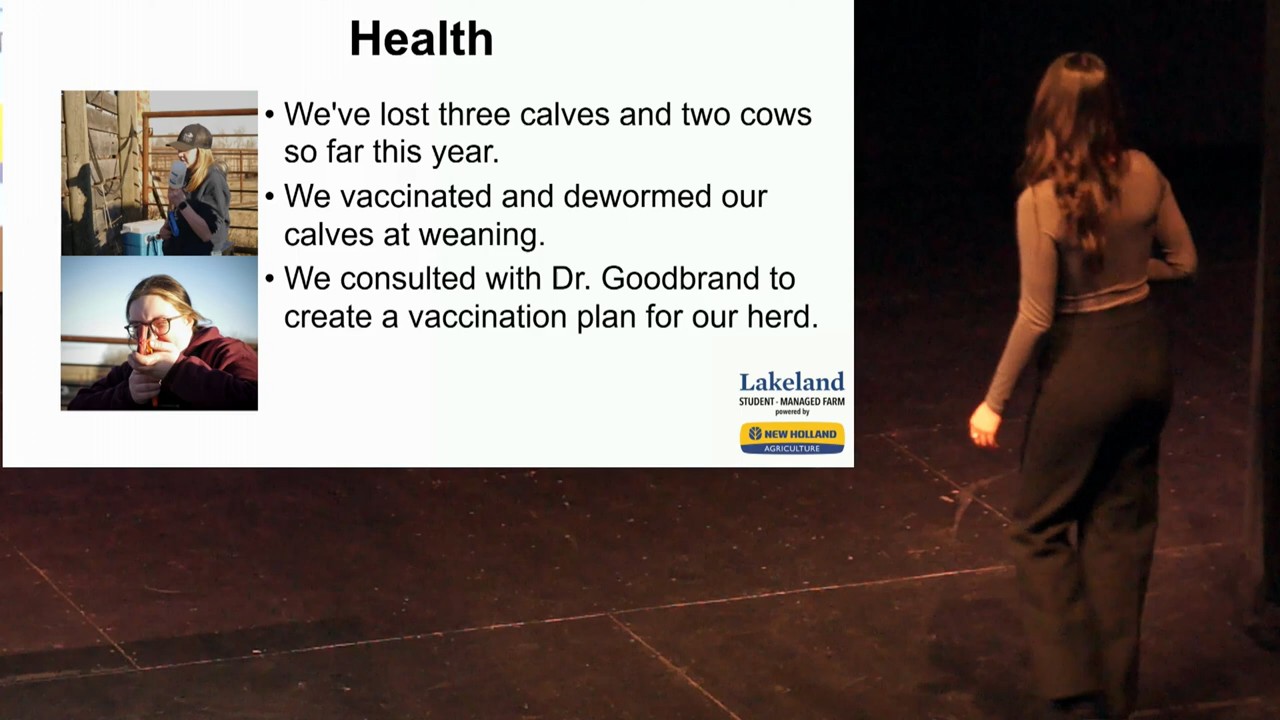 Health
• We've lost three calves and two cows
so far this year.
• We vaccinated and dewormed our
calves at weaning.
• We consulted with Dr. Goodbrand to
create a vaccination plan for our herd.
Lakeland
STUDENT - MANAGED FARM
powered by
NEW HOLLAND
AGRICULTURE